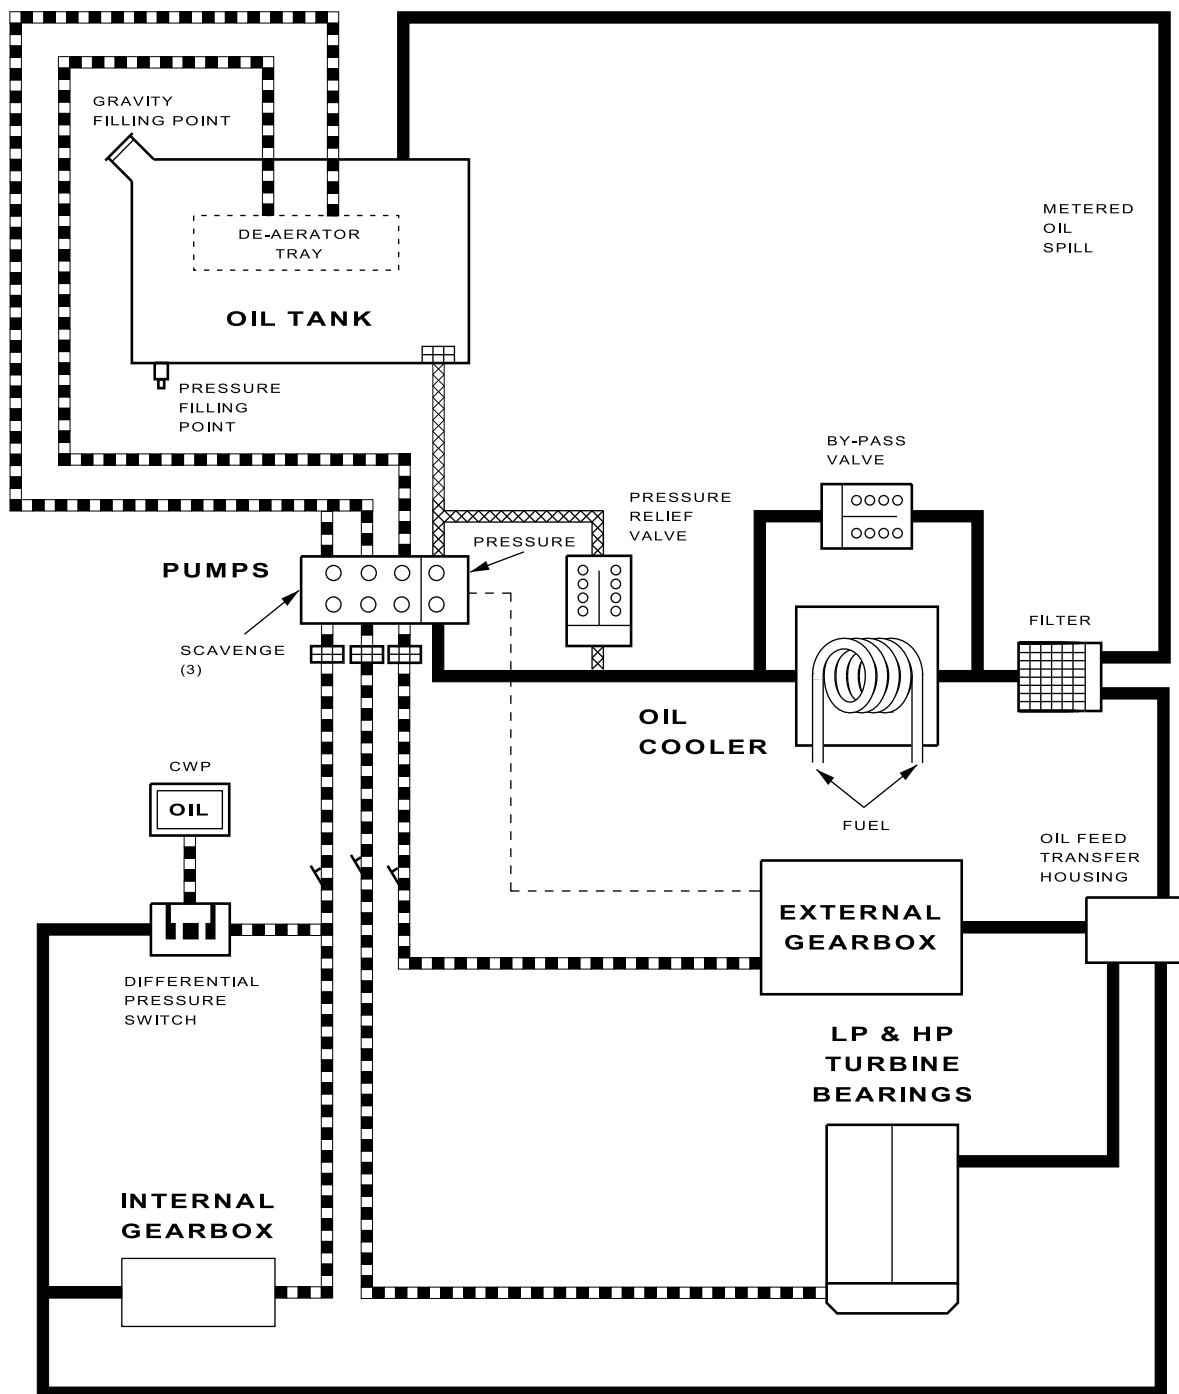 GRAVITY
FILLING POINT
METERED
OIL
SPILL
DE-AERATOR
TRAY
OIL TANK
PRESSURE
FILLING
POINT
BY-PASS
VALVE
PRESSURE
RELIEF
VALVE
PRESSURE
PUMPS
SCAVENGE
(3)
FILTER
OIL
COOLER
FUEL
CWP
OIL
OIL FEED
TRANSFER
HOUSING
EXTERNAL
GEARBOX
DIFFERENTIAL
PRESSURE
SWITCH
LP & HP
TURBINE
BEARINGS
INTERNAL
GEARBOX